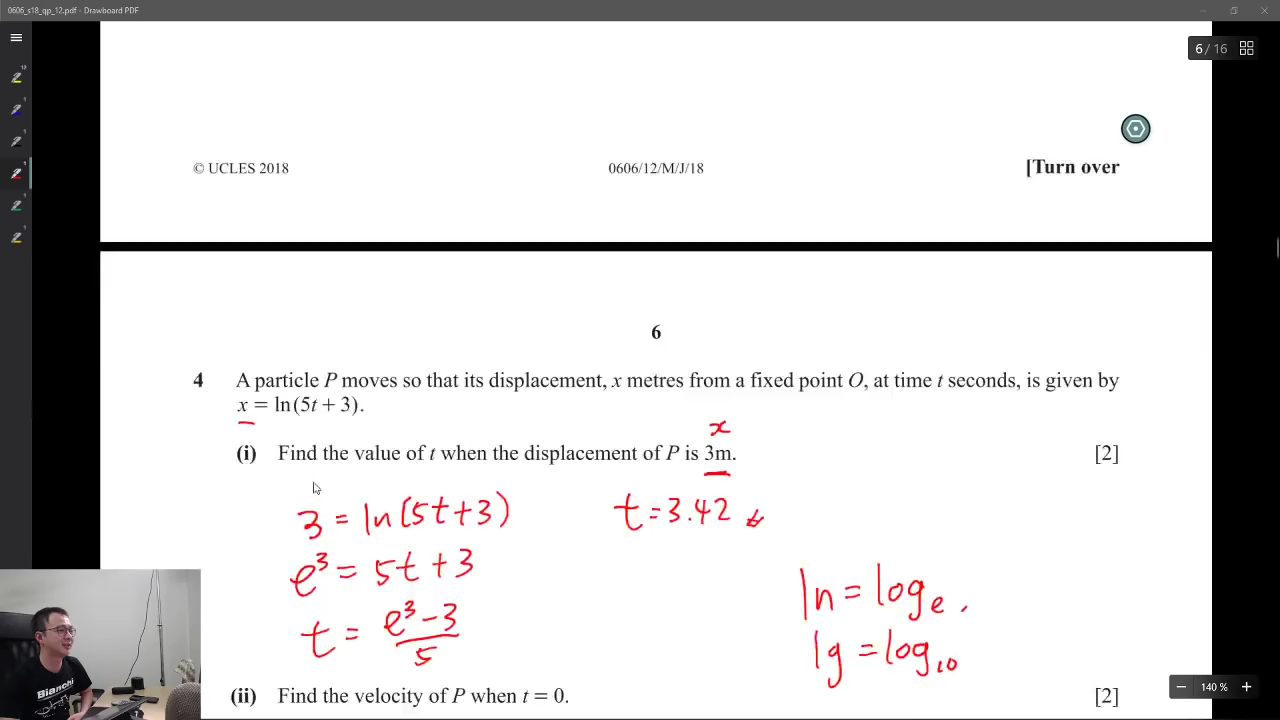 0606_s18_qp_12.pdf - Drawboard PDF
6 / 16
© UCLES 2018
0606/12/M/J/18
[Turn over
6
4 A particle P moves so that its displacement, x metres from a fixed point O, at time t seconds, is given by
x = ln(5t + 3).
x
(i) Find the value of t when the displacement of P is 3m. [2]
3 = ln(5t+3)
e³ = 5t + 3
t = e³ - 3 / 5
t = 3.42
ln = log_e
lg = log_10
(ii) Find the velocity of P when t = 0. [2]
Bianchi
140 %